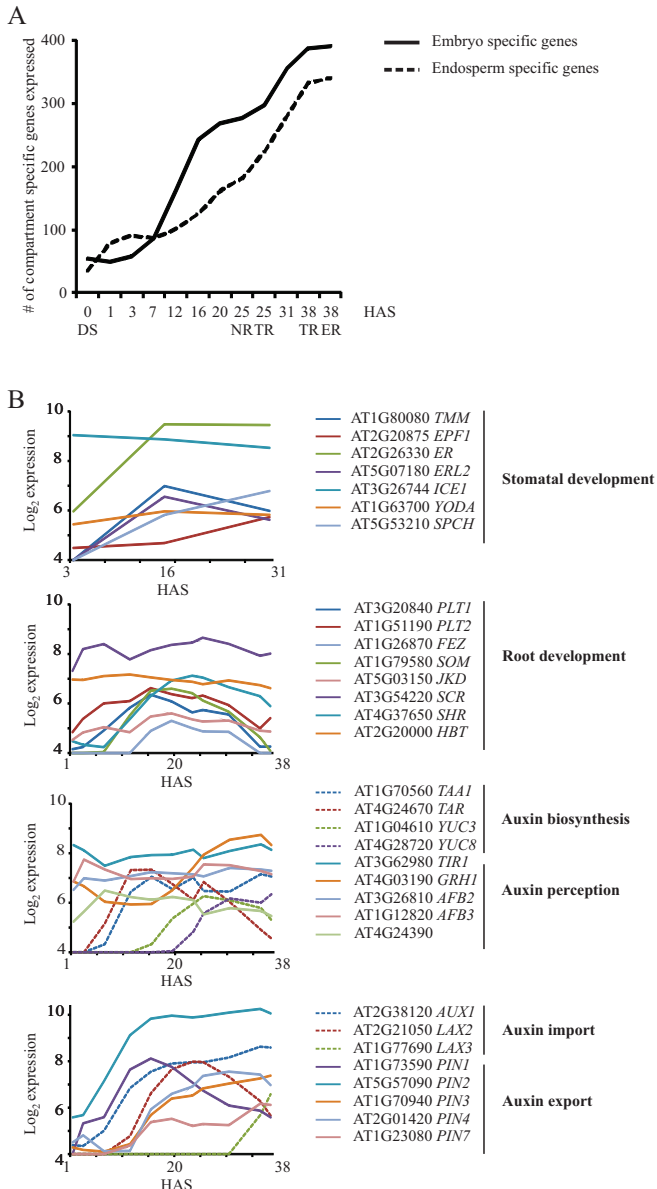 A
400
300
200
100
0
# of compartment specific genes expressed
Embryo specific genes
Endosperm specific genes
0 1 3 7 12 16 20 25 25 31 38 38 HAS
DS NR TR TR ER
B
10
8
6
4
Log2 expression
3 16 31
HAS
AT1G80080 TMM
AT2G20875 EPF1
AT2G26330 ER
AT5G07180 ERL2
AT3G26744 ICE1
AT1G63700 YODA
AT5G53210 SPCH
Stomatal development
10
8
6
4
Log2 expression
1 20 38
HAS
AT3G20840 PLT1
AT1G51190 PLT2
AT1G26870 FEZ
AT1G79580 SOM
AT5G03150 JKD
AT3G54220 SCR
AT4G37650 SHR
AT2G20000 HBT
Root development
10
8
6
4
Log2 expression
1 20 38
HAS
AT1G70560 TAA1
AT4G24670 TAR
AT1G04610 YUC3
AT4G28720 YUC8
AT3G62980 TIR1
AT4G03190 GRH1
AT3G26810 AFB2
AT1G12820 AFB3
AT4G24390
Auxin biosynthesis
Auxin perception
10
8
6
4
Log2 expression
1 20 38
HAS
AT2G38120 AUX1
AT2G21050 LAX2
AT1G77690 LAX3
AT1G73590 PIN1
AT5G57090 PIN2
AT1G70940 PIN3
AT2G01420 PIN4
AT1G23080 PIN7
Auxin import
Auxin export